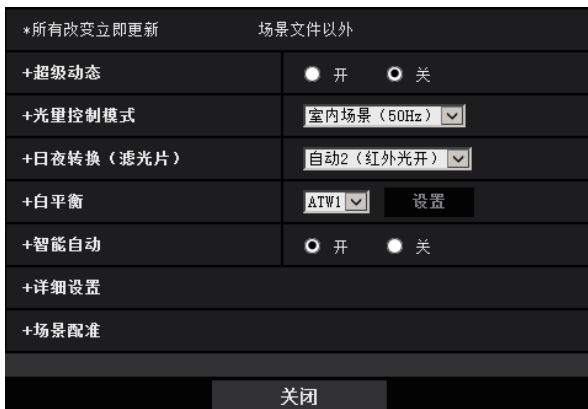 *所有改变立即更新 场景文件以外
+超级动态 开 关
+光量控制模式 室内场景（50Hz）
+日夜转换（滤光片） 自动2（红外光开）
+白平衡 ATW1 设置
+智能自动 开 关
+详细设置
+场景配准
关闭